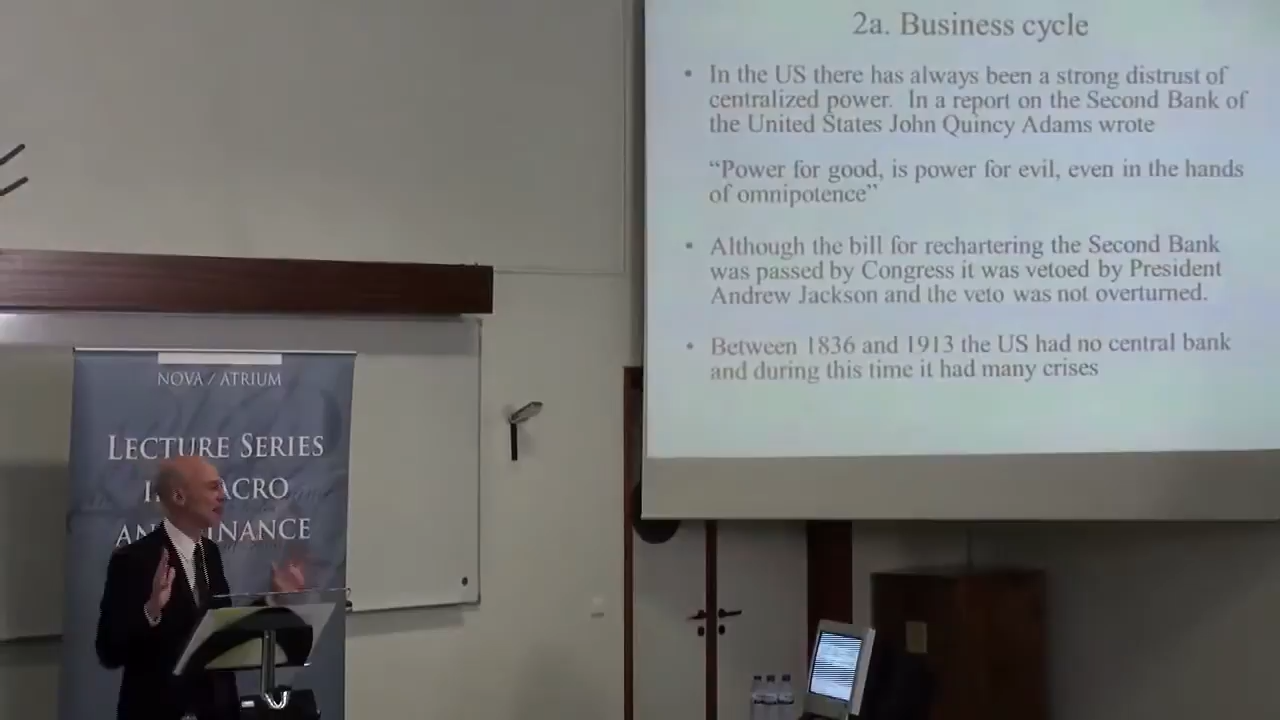 2a. Business cycle
• In the US there has always been a strong distrust of
centralized power. In a report on the Second Bank of
the United States John Quincy Adams wrote
“Power for good, is power for evil, even in the hands
of omnipotence”
• Although the bill for rechartering the Second Bank
was passed by Congress it was vetoed by President
Andrew Jackson and the veto was not overturned.
• Between 1836 and 1913 the US had no central bank
and during this time it had many crises
NOVA / ATRIUM
LECTURE SERIES